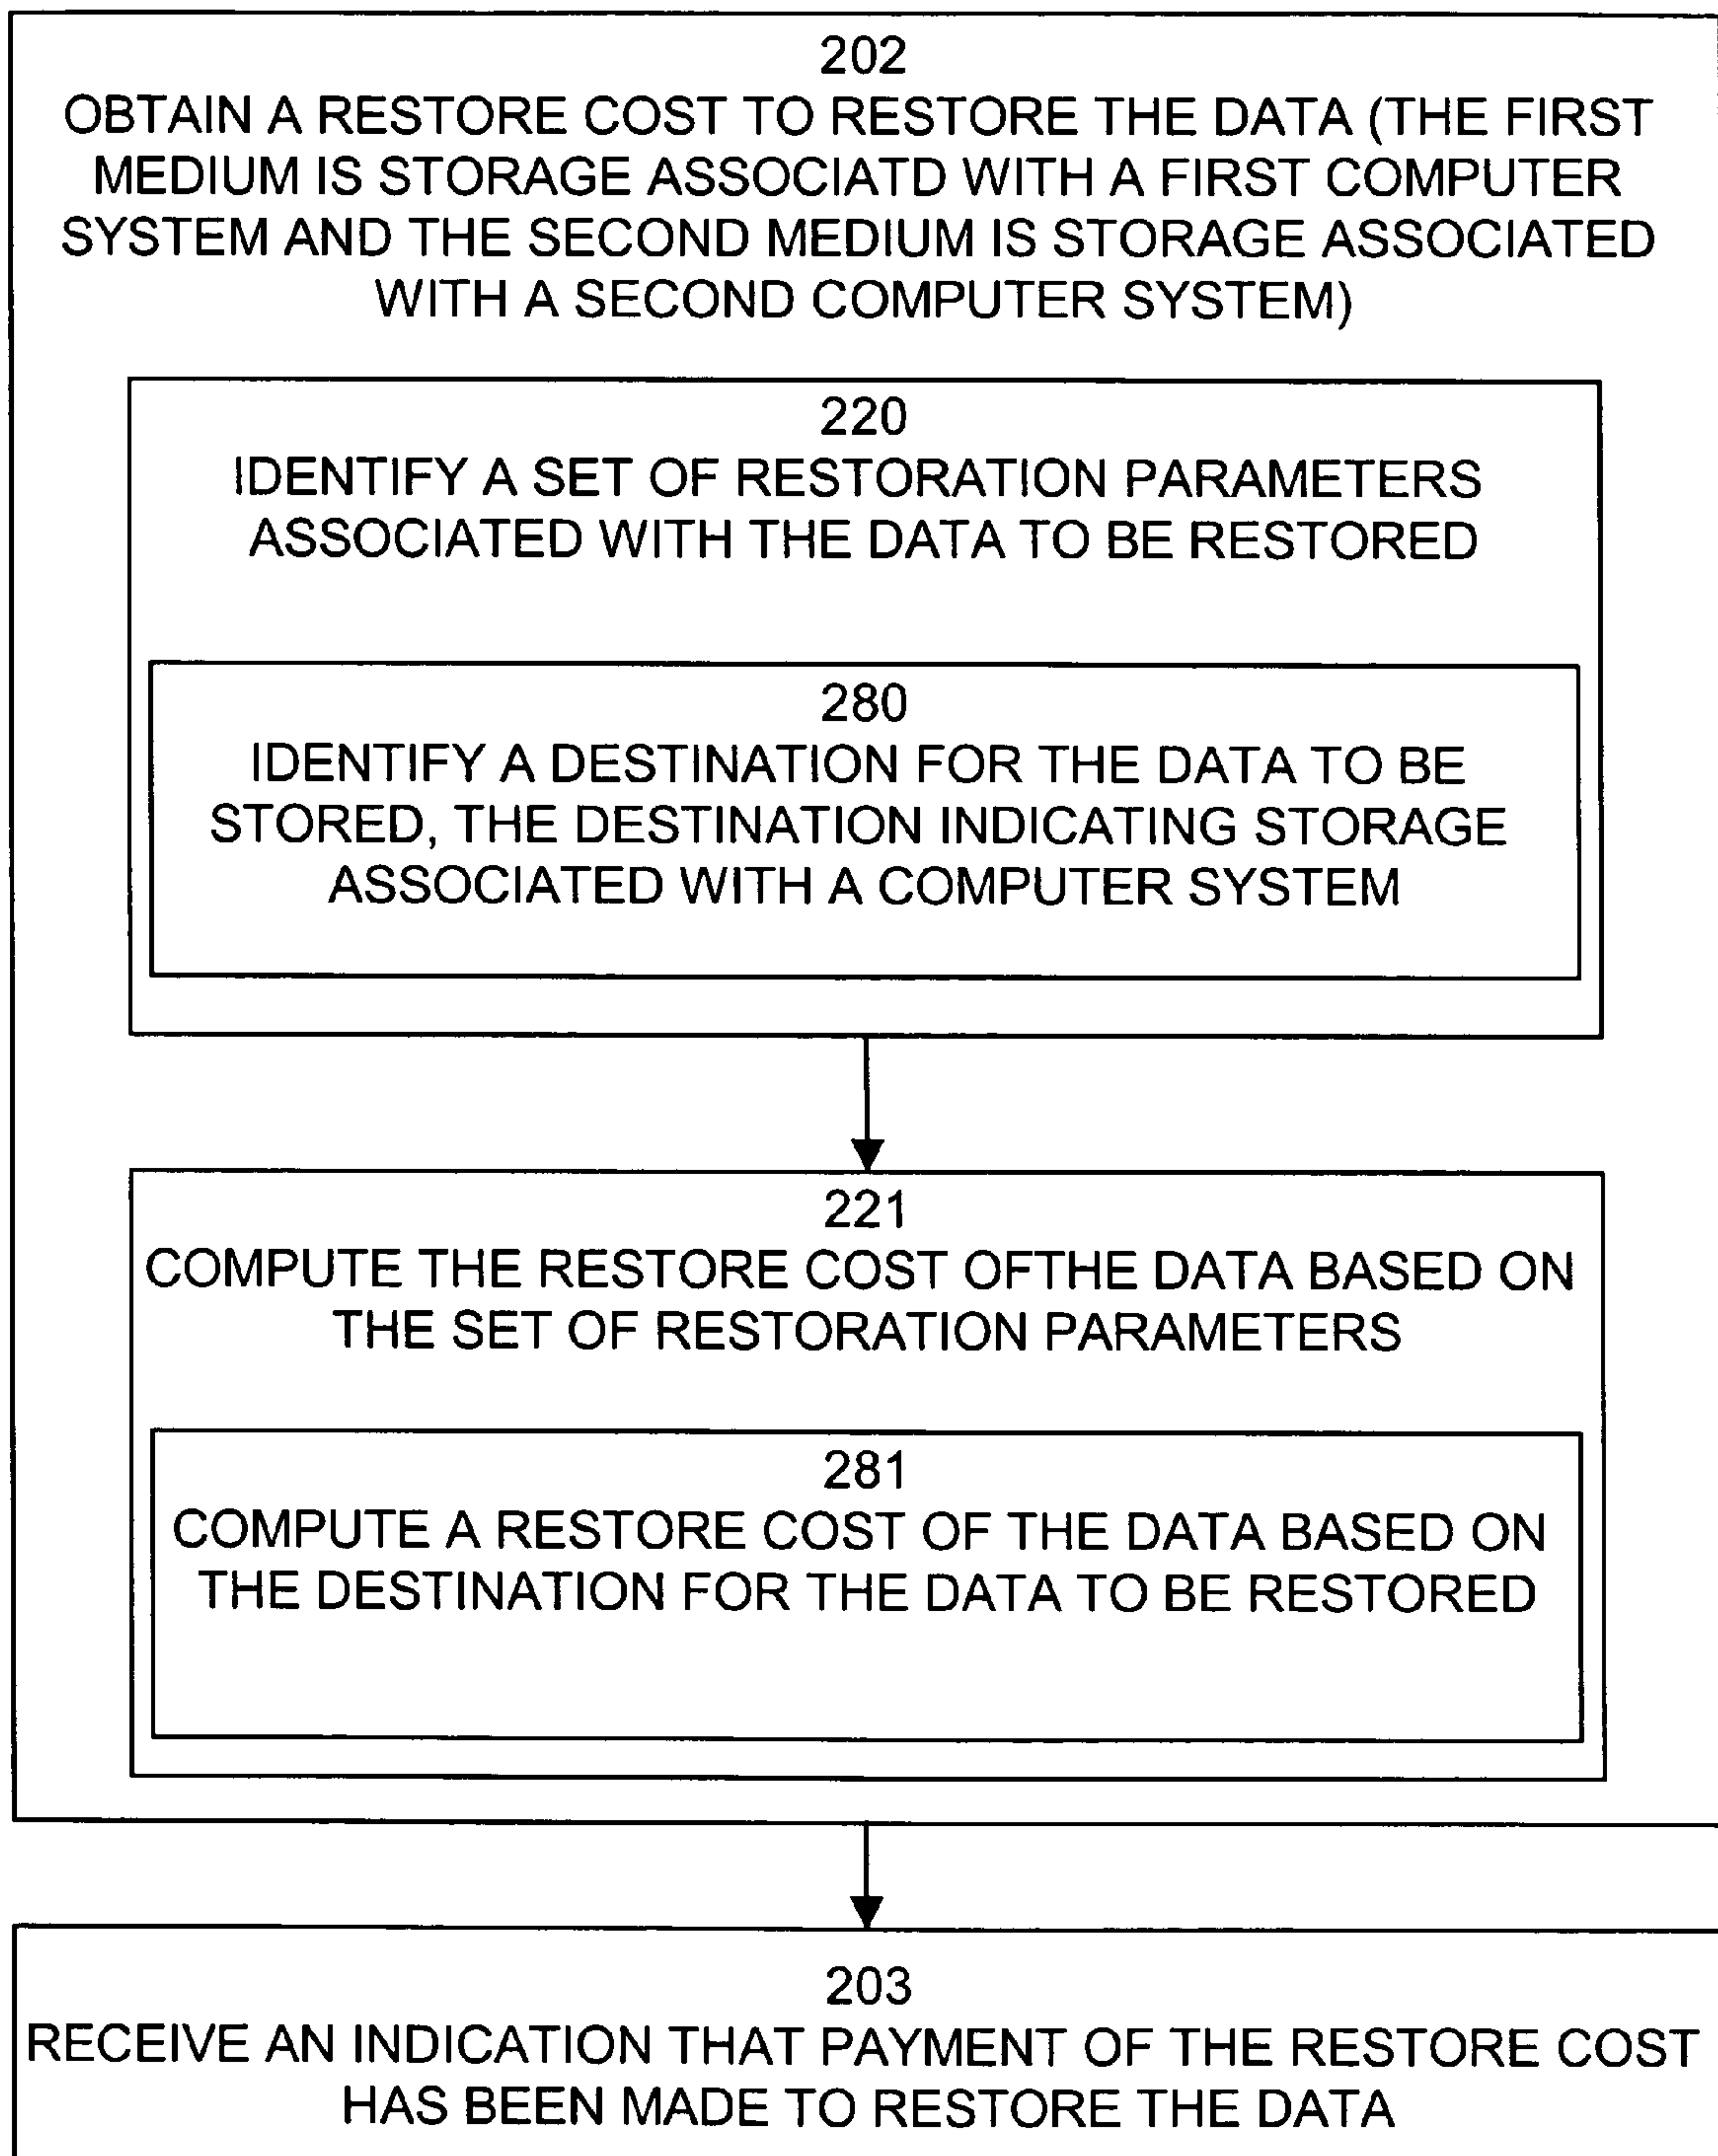 202
OBTAIN A RESTORE COST TO RESTORE THE DATA (THE FIRST
MEDIUM IS STORAGE ASSOCIATD WITH A FIRST COMPUTER
SYSTEM AND THE SECOND MEDIUM IS STORAGE ASSOCIATED
WITH A SECOND COMPUTER SYSTEM)
220
IDENTIFY A SET OF RESTORATION PARAMETERS
ASSOCIATED WITH THE DATA TO BE RESTORED
280
IDENTIFY A DESTINATION FOR THE DATA TO BE
STORED, THE DESTINATION INDICATING STORAGE
ASSOCIATED WITH A COMPUTER SYSTEM
221
COMPUTE THE RESTORE COST OFTHE DATA BASED ON
THE SET OF RESTORATION PARAMETERS
281
COMPUTE A RESTORE COST OF THE DATA BASED ON
THE DESTINATION FOR THE DATA TO BE RESTORED
203
RECEIVE AN INDICATION THAT PAYMENT OF THE RESTORE COST
HAS BEEN MADE TO RESTORE THE DATA